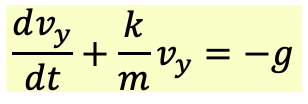 dv_y/dt + k/m v_y = −g